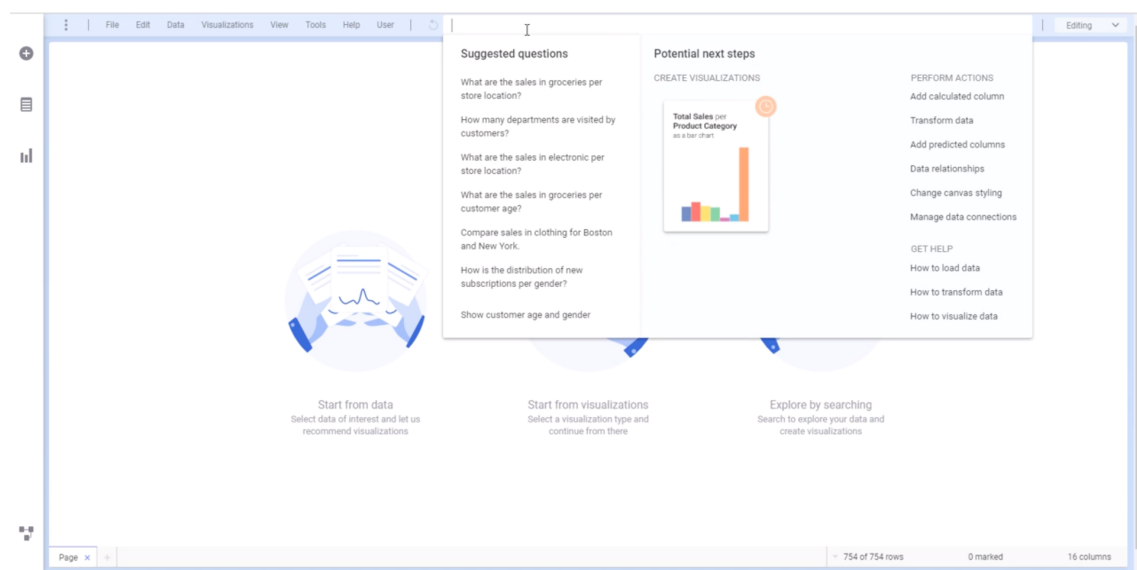 File Edit Data Visualizations View Tools Help User
Editing
Suggested questions
What are the sales in groceries per
store location?
How many departments are visited by
customers?
What are the sales in electronic per
store location?
What are the sales in groceries per
customer age?
Compare sales in clothing for Boston
and New York.
How is the distribution of new
subscriptions per gender?
Show customer age and gender
Potential next steps
CREATE VISUALIZATIONS
Total Sales per
Product Category
as a bar chart
PERFORM ACTIONS
Add calculated column
Transform data
Add predicted columns
Data relationships
Change canvas styling
Manage data connections
GET HELP
How to load data
How to transform data
How to visualize data
Start from data
Select data of interest and let us
recommend visualizations
Start from visualizations
Select a visualization type and
continue from there
Explore by searching
Search to explore your data and
create visualizations
Page
754 of 754 rows
0 marked
16 columns